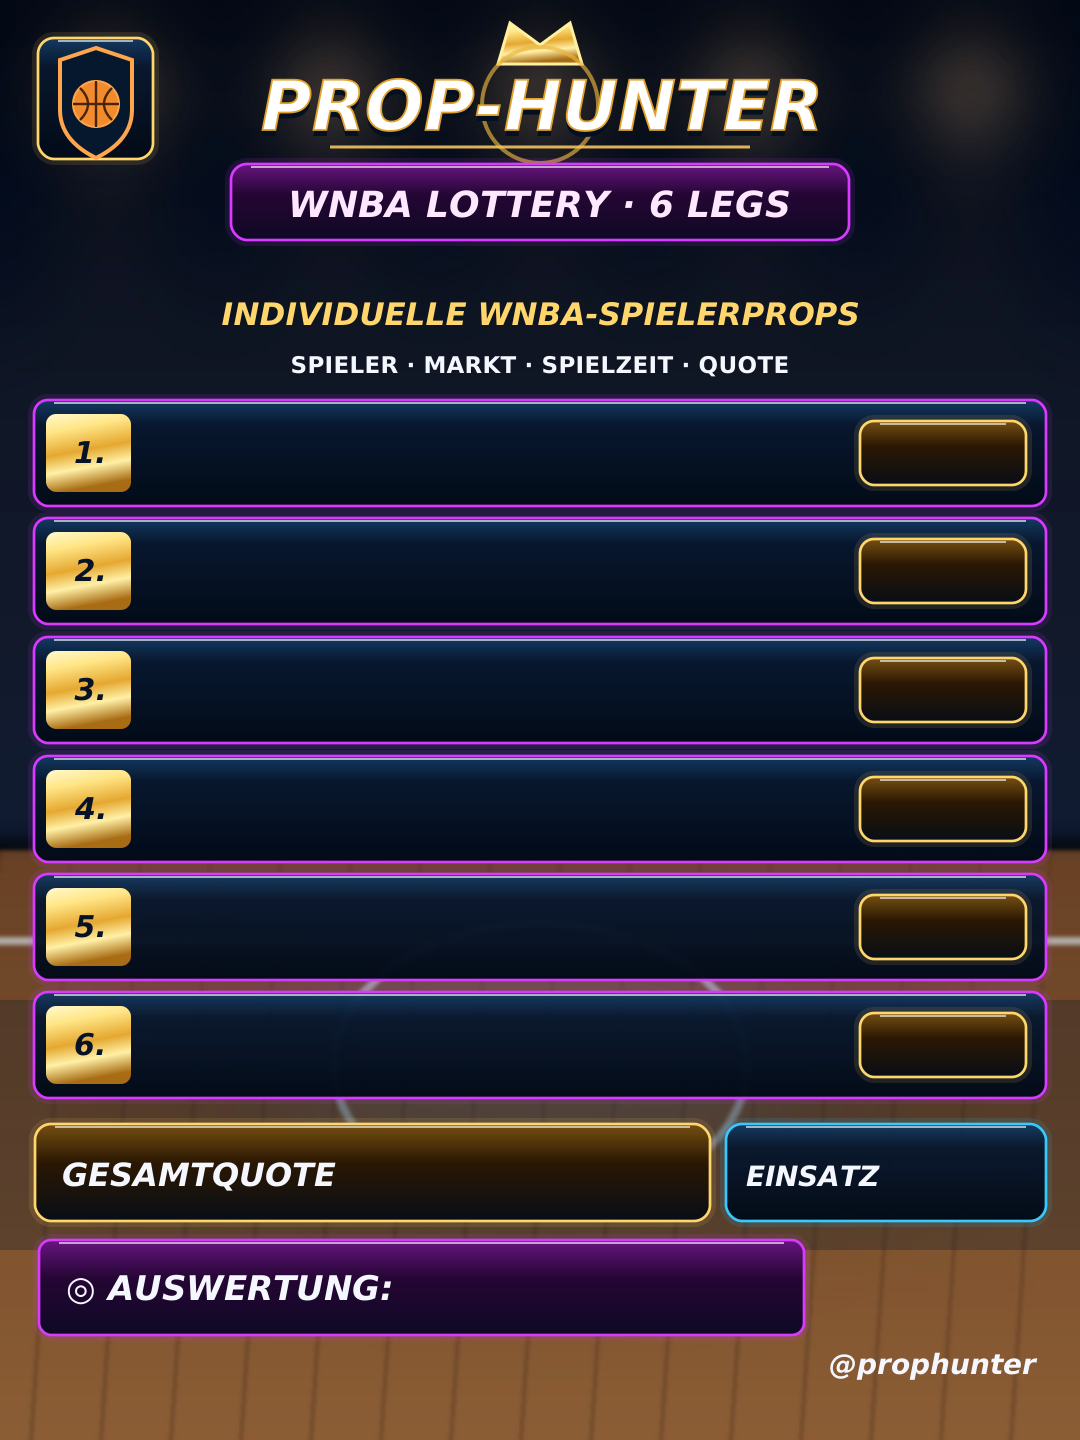 PROP-HUNTER
WNBA LOTTERY · 6 LEGS
INDIVIDUELLE WNBA-SPIELERPROPS
SPIELER · MARKT · SPIELZEIT · QUOTE
1.
2.
3.
4.
5.
6.
GESAMTQUOTE
EINSATZ
◎ AUSWERTUNG:
@prophunter